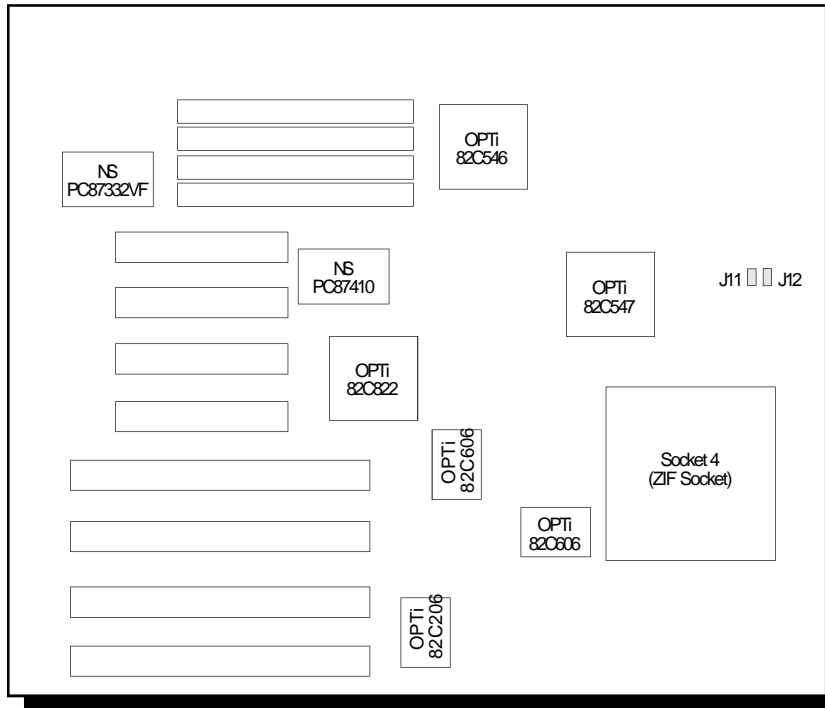 OPTi
82C546
NS
PC87332VF
NS
PC87410
OPTi
82C547
J11
J12
OPTi
82C822
OPTi
82C606
Socket 4
(ZIF Socket)
OPTi
82C606
OPTi
82C206